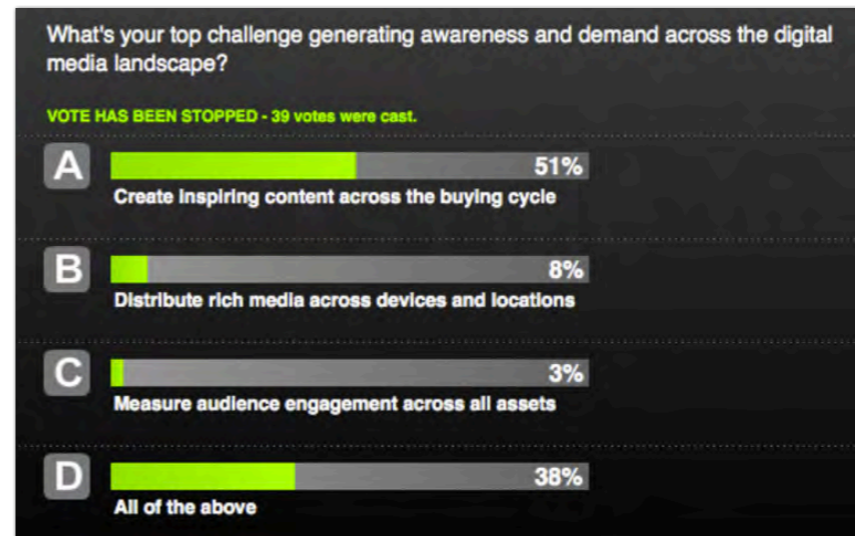 What's your top challenge generating awareness and demand across the digital
media landscape?
VOTE HAS BEEN STOPPED - 39 votes were cast.
A
51%
Create inspiring content across the buying cycle
B
8%
Distribute rich media across devices and locations
C
3%
Measure audience engagement across all assets
D
38%
All of the above